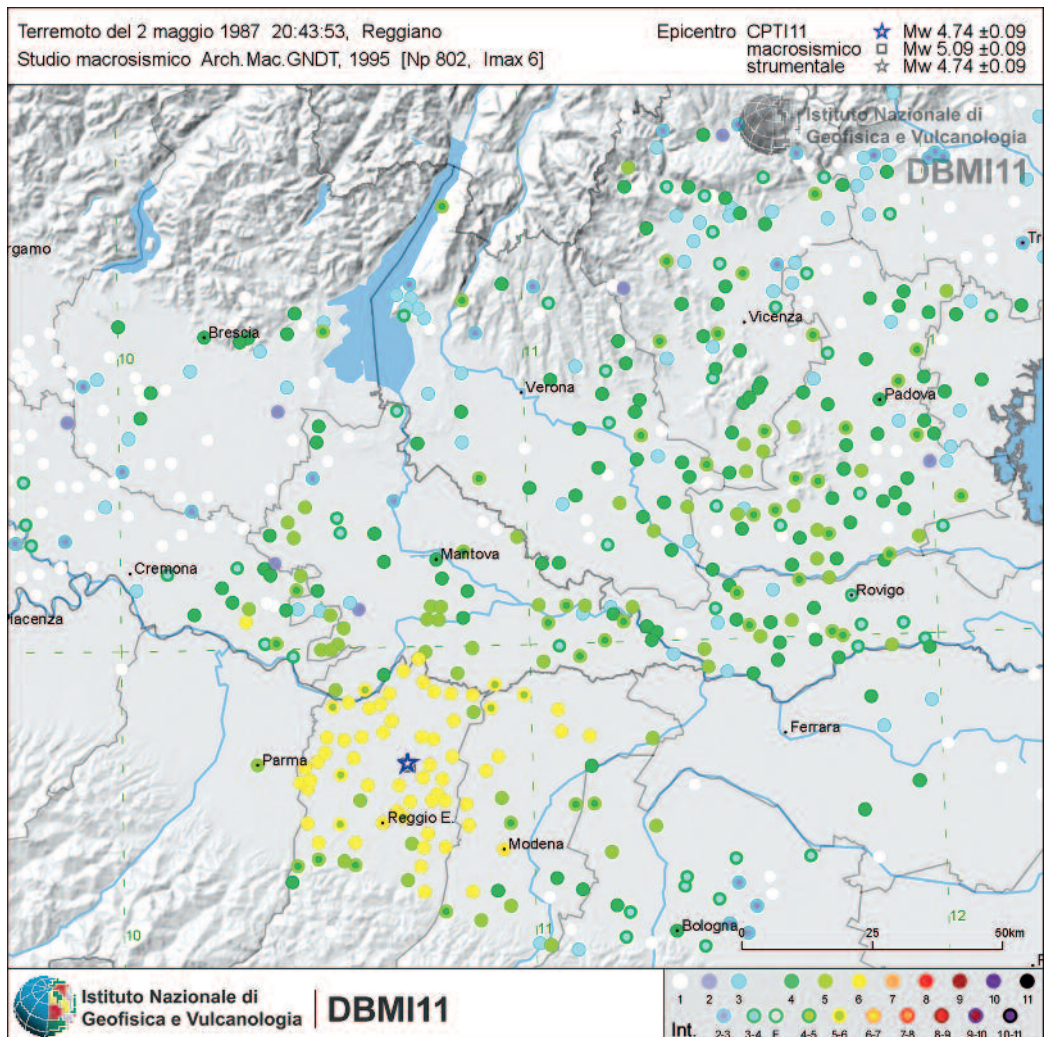 Terremoto del 2 maggio 1987 20:43:53, Reggiano
Studio macrosismico Arch.Mac.GNDT, 1995 [Np 802, Imax 6]
Epicentro CPTI11 Mw 4.74 ±0.09
macrosismico Mw 5.09 ±0.09
strumentale Mw 4.74 ±0.09
Istituto Nazionale di
Geofisica e Vulcanologia
DBMI11
rgamo
Tr
Brescia
Vicenza
10
11
Verona
Padova
Mantova
Cremona
Rovigo
Piacenza
Ferrara
Parma
Reggio E.
Modena
Bologna
10
11
12
0 25 50km
Istituto Nazionale di
Geofisica e Vulcanologia
DBMI11
1 2 3 4 5 6 7 8 9 10 11
Int. 2-3 3-4 F 4-5 5-6 6-7 7-8 8-9 9-10 10-11